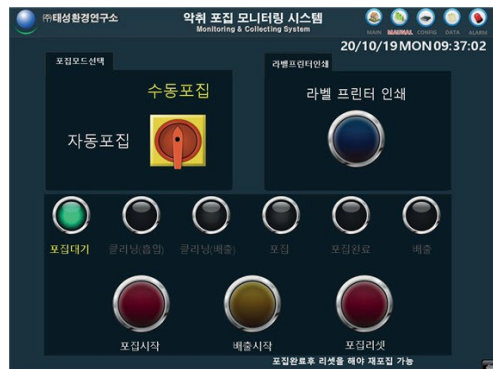 ㈜태성환경연구소
악취 포집 모니터링 시스템
Monitoring & Collecting System
MAIN MANUAL CONFIG DATA ALARM
20/10/19 MON 09:37:02
포집모드선택
라벨프린터인쇄
수동포집
라벨 프린터 인쇄
자동포집
포집대기 클리닝(흡입) 클리닝(배출) 포집 포집완료 배출
포집시작 배출시작 포집리셋
포집완료후 리셋을 해야 재포집 가능